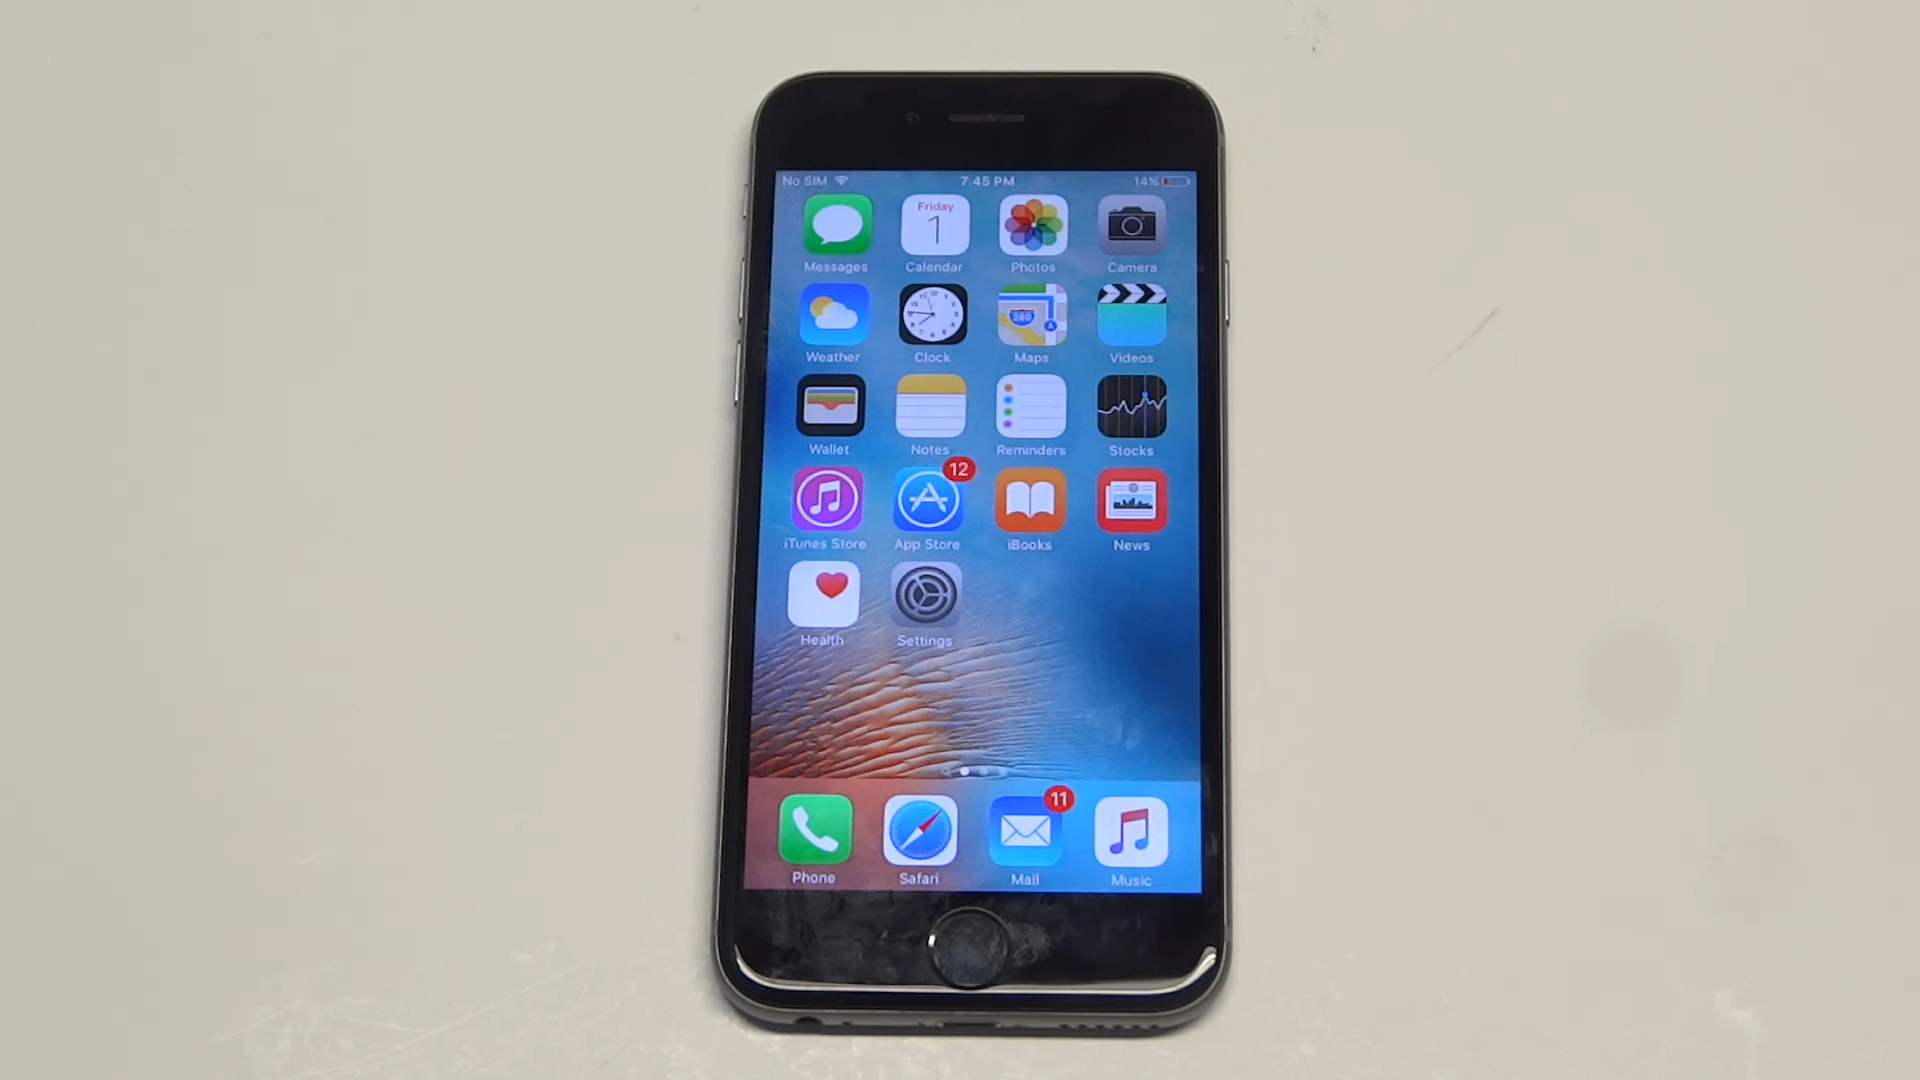 No SIM 7:45 PM 14%
Friday
1
Messages Calendar Photos Camera
280
Weather Clock Maps Videos
Wallet Notes Reminders Stocks
12
iTunes Store App Store iBooks News
Health Settings
11
Phone Safari Mail Music